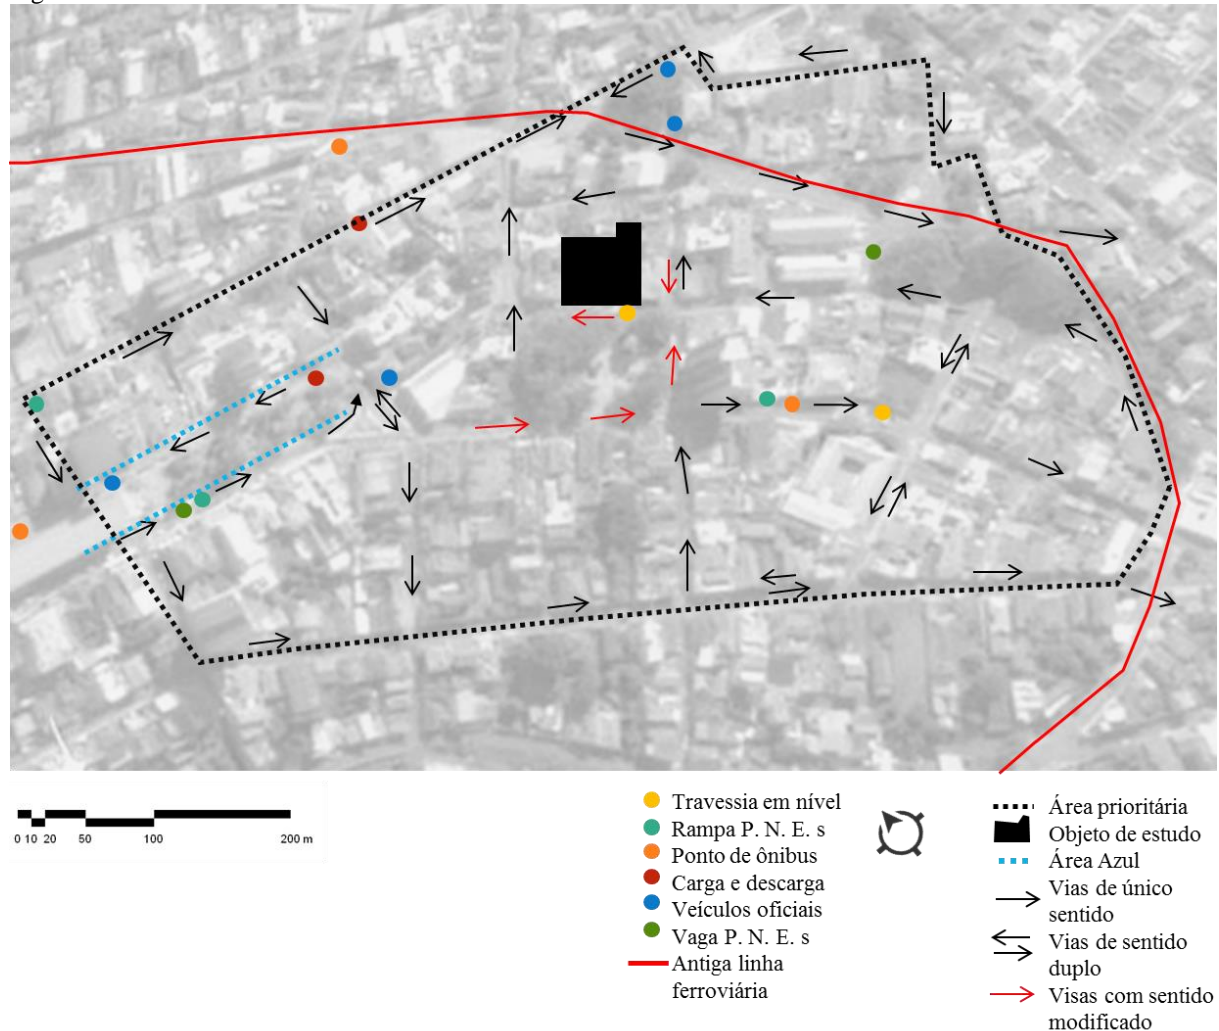 0 10 20 50 100 200 m
Travessia em nível
Rampa P. N. E. s
Ponto de ônibus
Carga e descarga
Veículos oficiais
Vaga P. N. E. s
Antiga linha
ferroviária
Área prioritária
Objeto de estudo
Área Azul
Vias de único
sentido
Vias de sentido
duplo
Visas com sentido
modificado